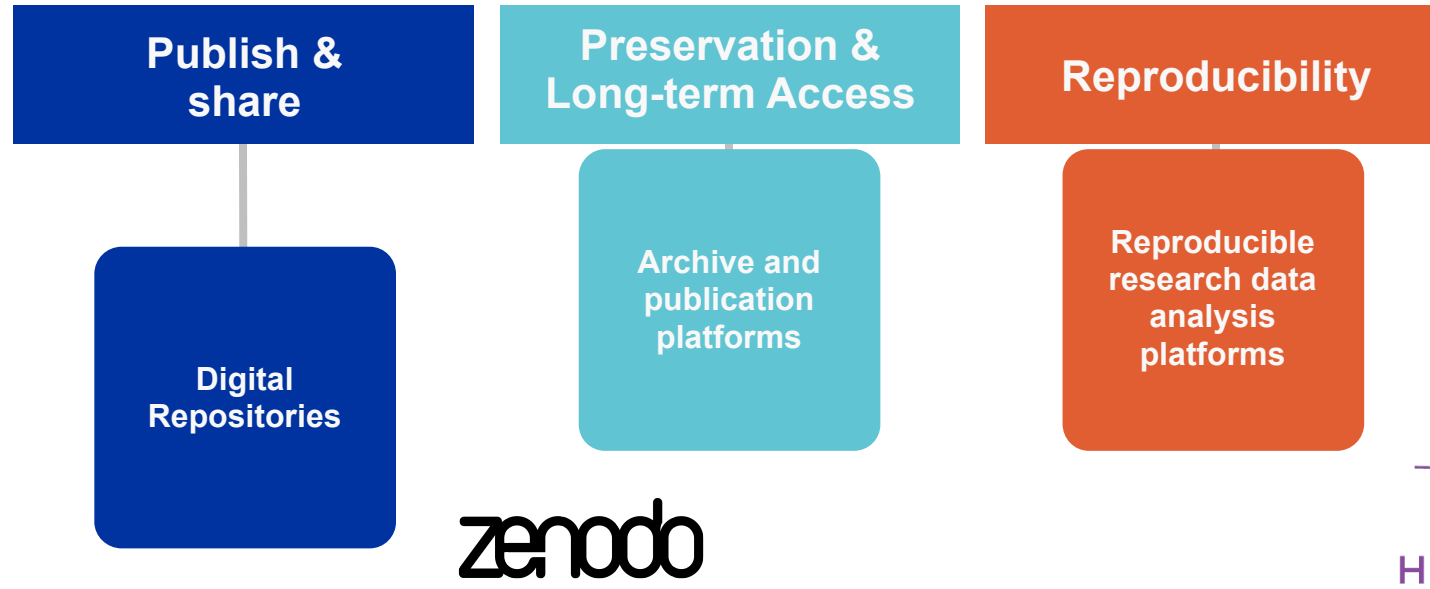 Publish &
share
Preservation &
Long-term Access
Reproducibility
Digital
Repositories
Archive and
publication
platforms
Reproducible
research data
analysis
platforms
zenodo
H